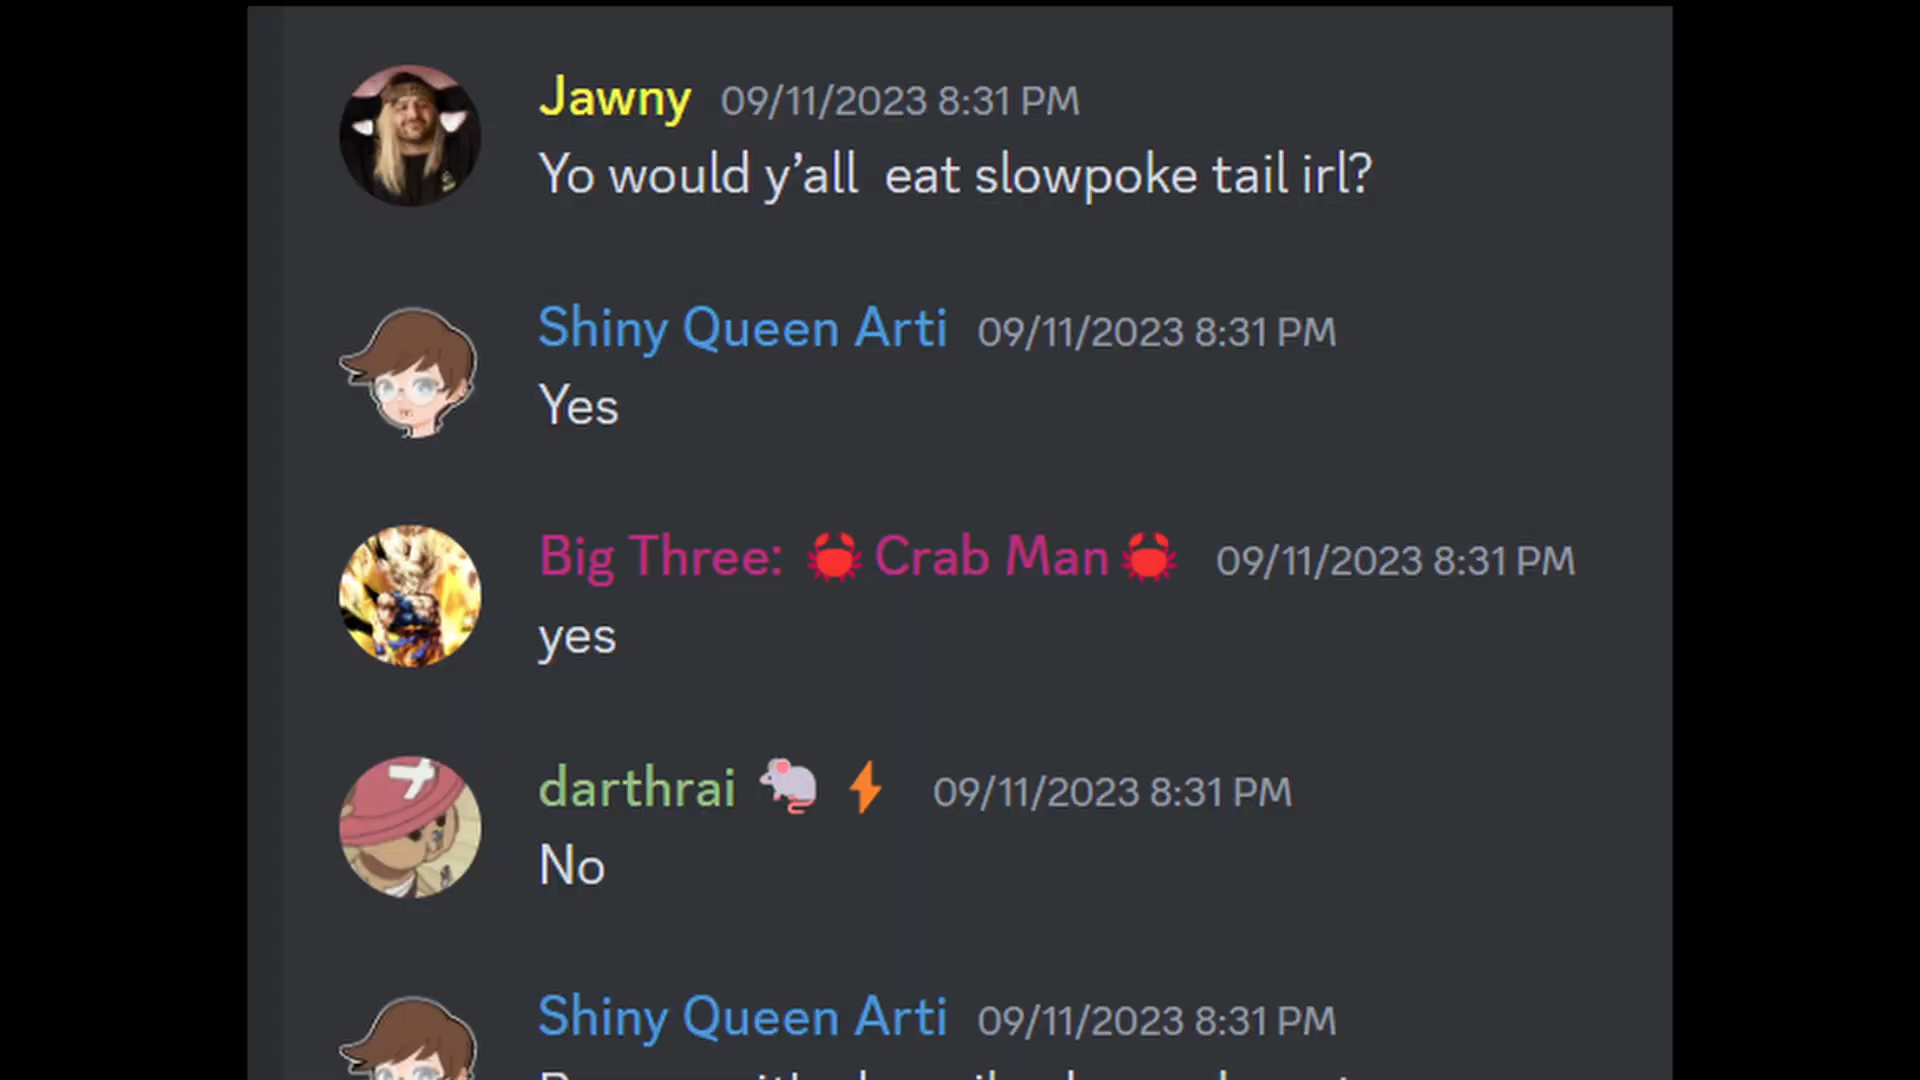 Jawny 09/11/2023 8:31 PM
Yo would y’all  eat slowpoke tail irl?
Shiny Queen Arti 09/11/2023 8:31 PM
Yes
Big Three: 🦀Crab Man🦀 09/11/2023 8:31 PM
yes
darthrai 🐁⚡ 09/11/2023 8:31 PM
No
Shiny Queen Arti 09/11/2023 8:31 PM